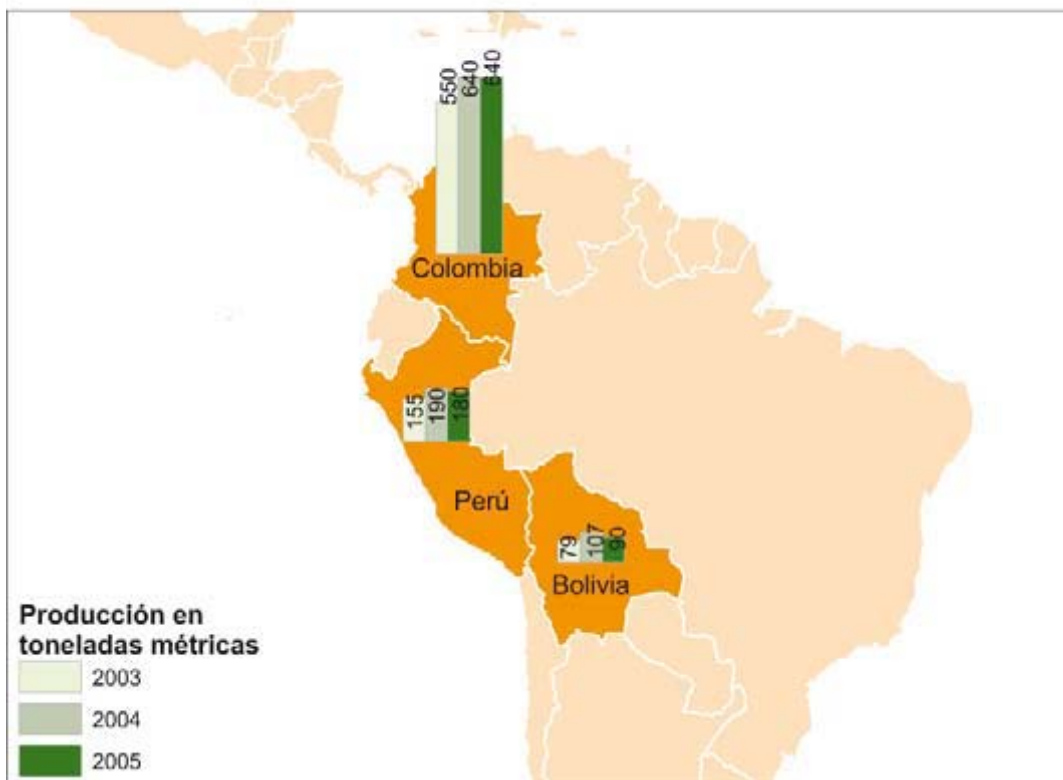 550
640
640
Colombia
155
190
180
Perú
79
107
90
Bolivia
Producción en
toneladas métricas
2003
2004
2005